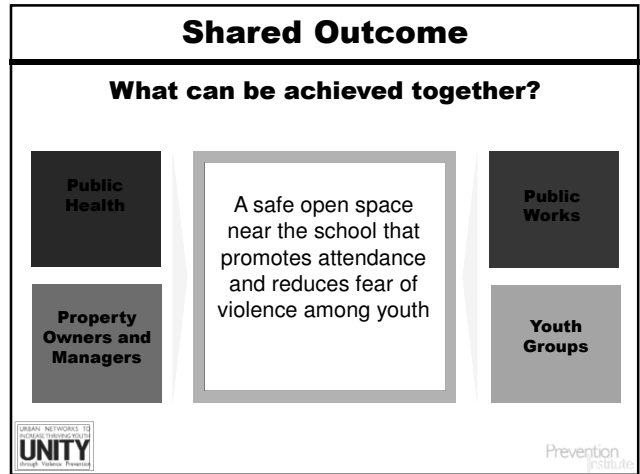 Shared Outcome
What can be achieved together?
Public
Health
Property
Owners and
Managers
A safe open space
near the school that
promotes attendance
and reduces fear of
violence among youth
Public
Works
Youth
Groups
URBAN NETWORKS TO
INCREASE THRIVING YOUTH
UNITY
through Violence Prevention
Prevention
Institute